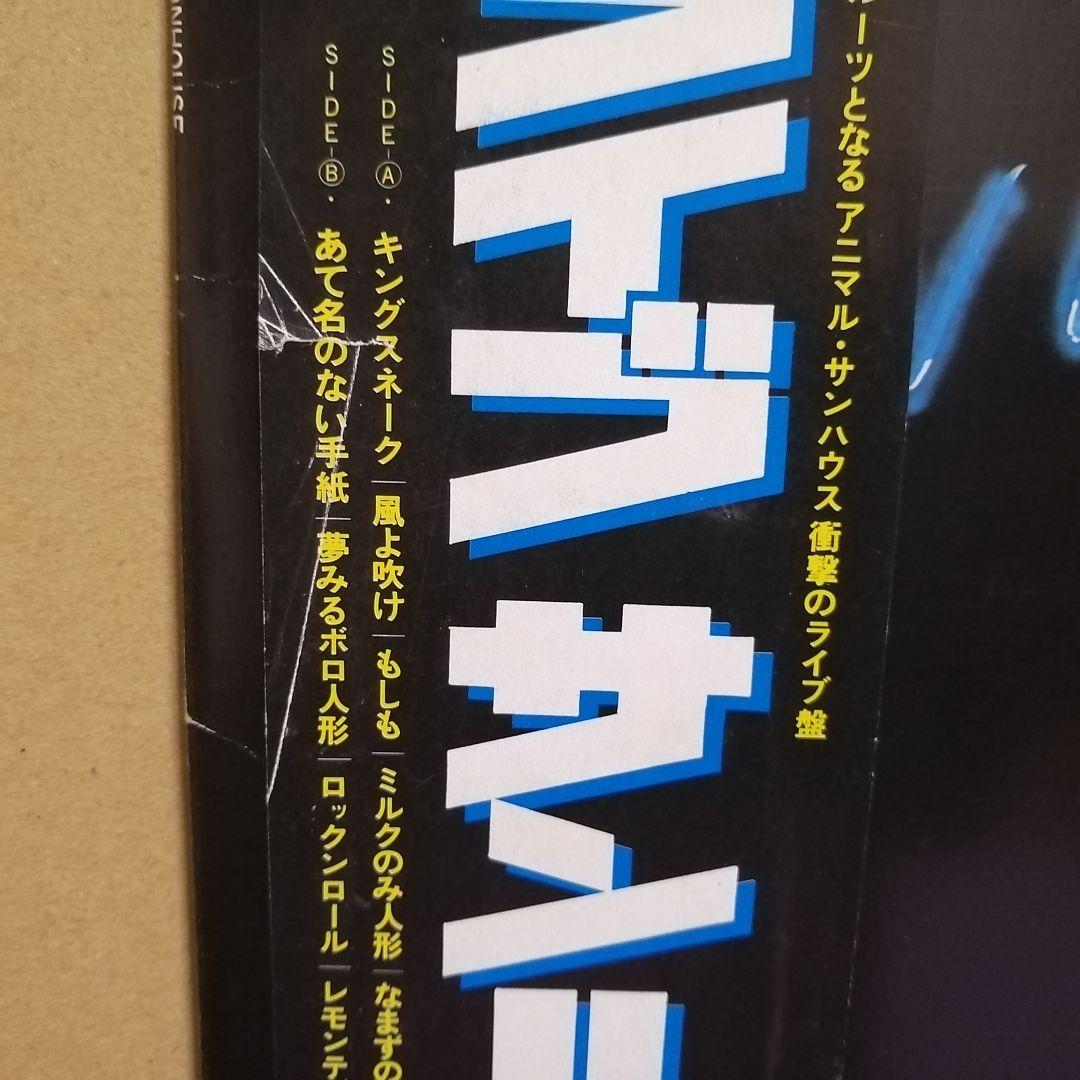 ーツとなるアニマル・サンハウス衝撃のライブ盤
ドヴ サン
SIDE-Ⓐ・キングスネーク｜風よ吹け｜もしも｜ミルクのみ人形｜なまずの
SIDE-Ⓑ・あて名のない手紙｜夢みるボロ人形｜ロックンロール｜レモンテ
NHOUSE